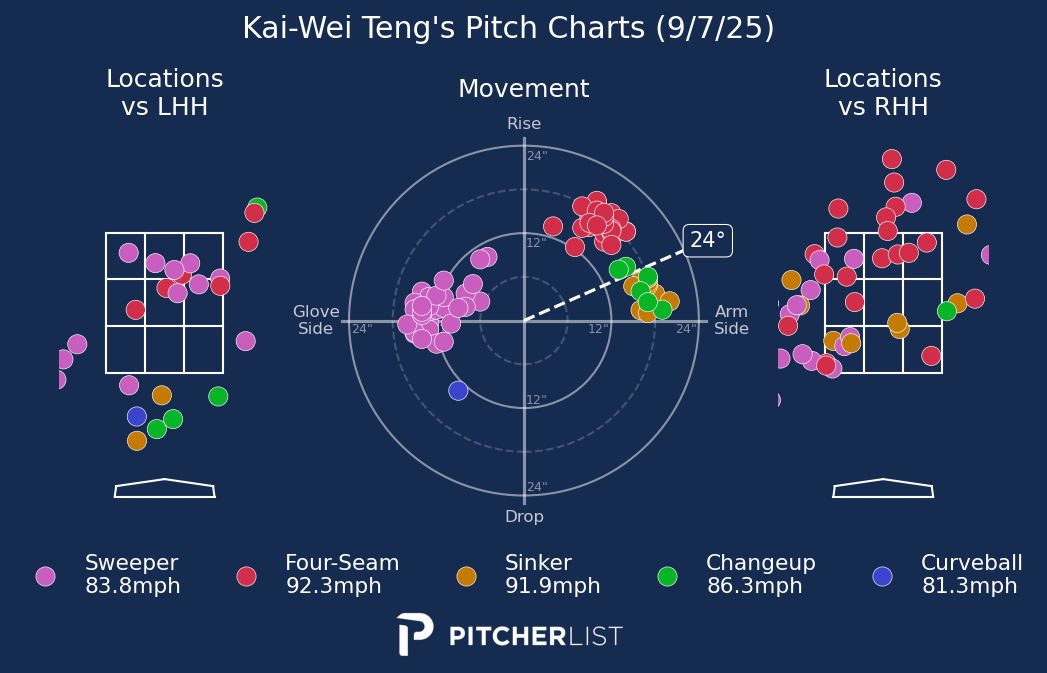 Kai-Wei Teng's Pitch Charts (9/7/25)
Locations
vs LHH
Movement
Locations
vs RHH
Rise
24"
12"
24°
Glove
Side
24"
12"
24"
Arm
Side
12"
24"
Drop
Sweeper
83.8mph
Four-Seam
92.3mph
Sinker
91.9mph
Changeup
86.3mph
Curveball
81.3mph
PITCHERLIST